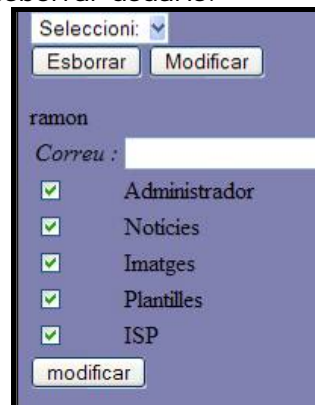 Seleccioni:
Esborrar Modificar
ramon
Correu :
Administrador
Noticies
Imatges
Plantilles
ISP
modificar